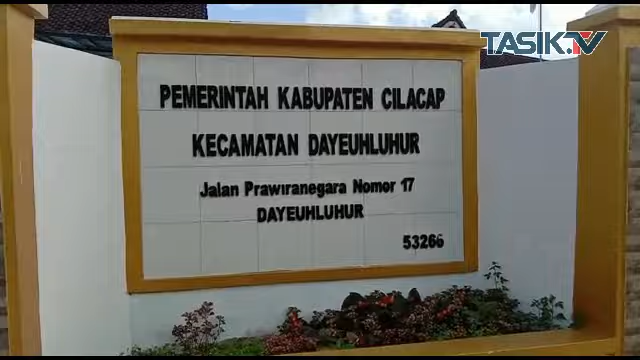 TASIK.TV
PEMERINTAH KABUPATEN CILACAP
KECAMATAN DAYEUHLUHUR
Jalan Prawiranegara Nomor 17
DAYEUHLUHUR
53266